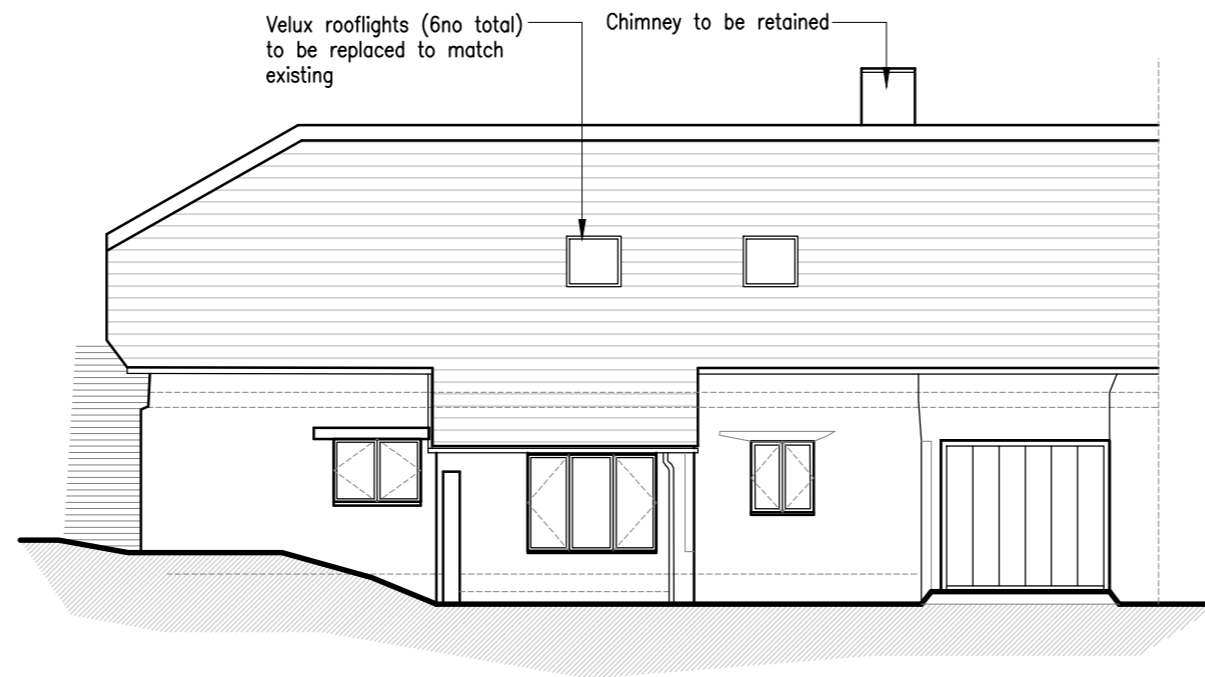 Velux rooflights (6no total)
to be replaced to match
existing
Chimney to be retained